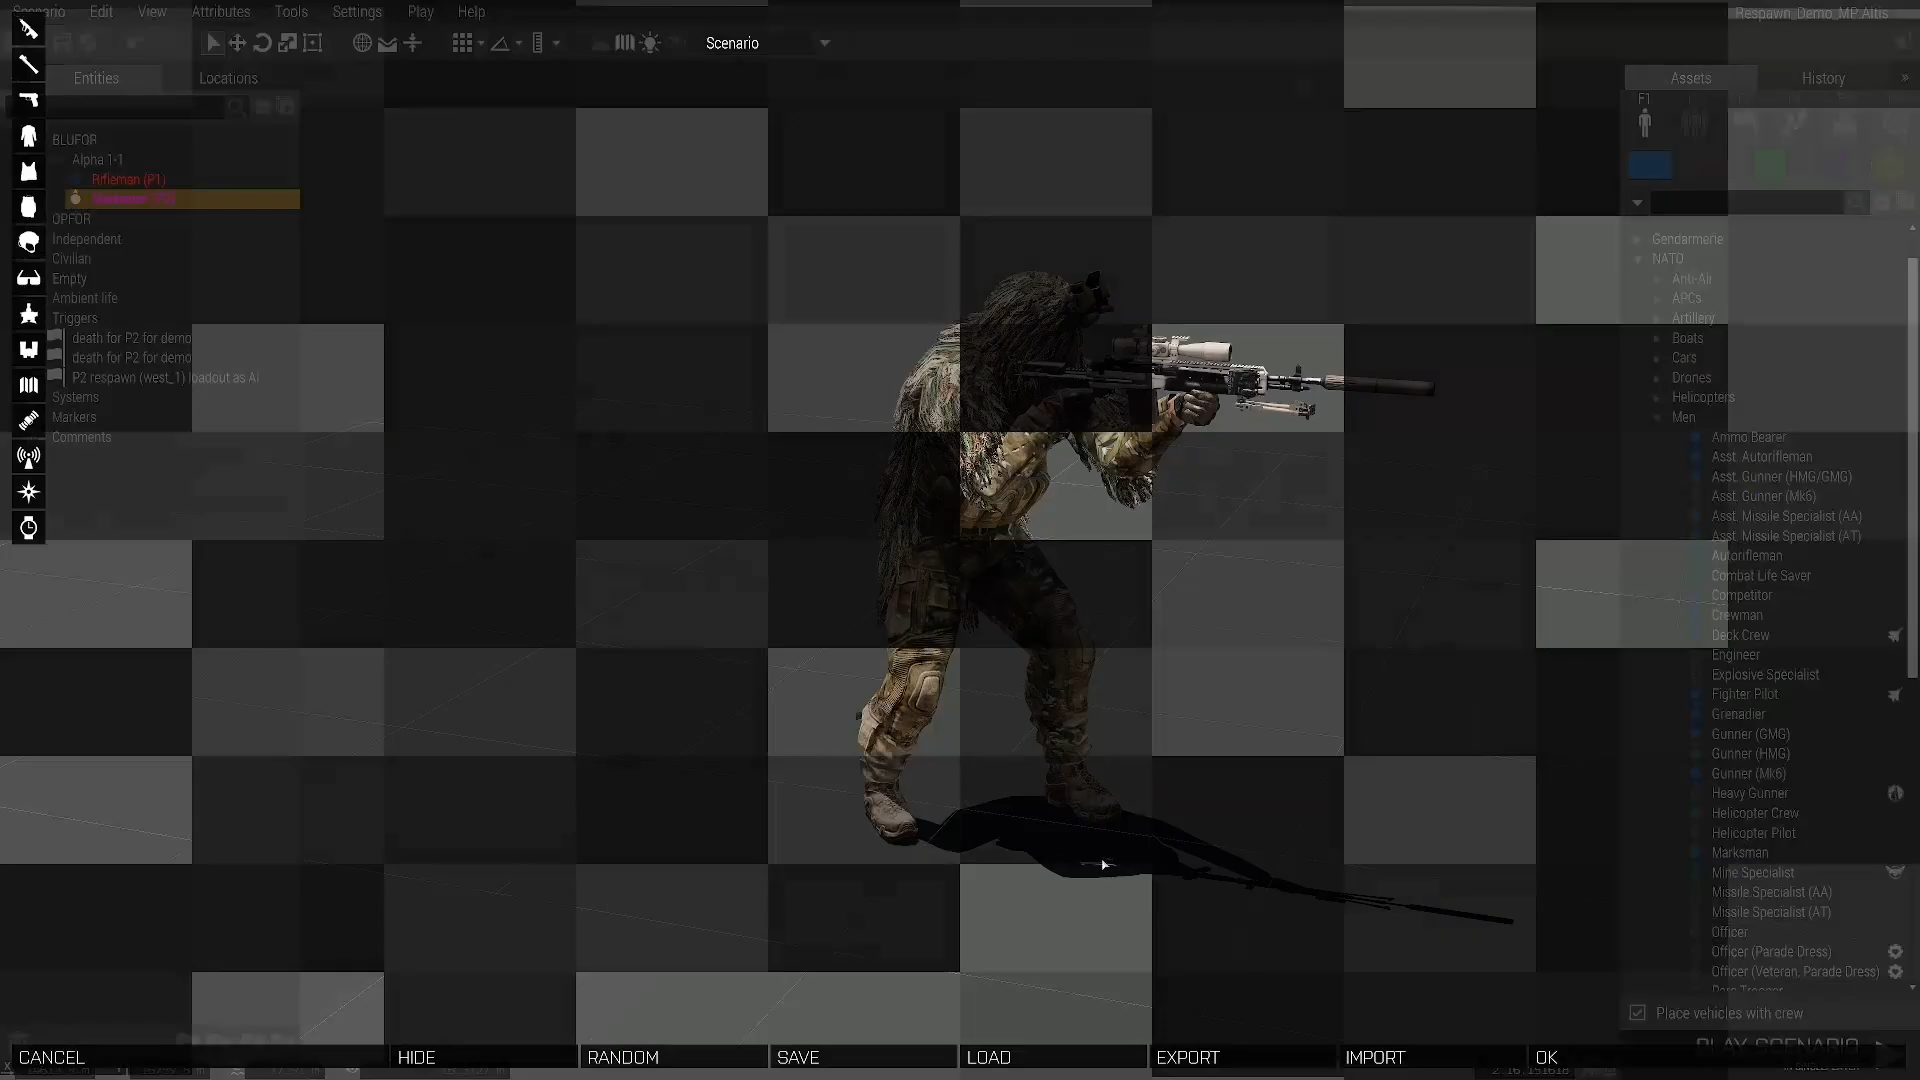 Scenario Edit View Attributes Tools Settings Play Help
Respawn_Demo_MP.Altis
Scenario
Entities Locations
Assets History
F1
BLUFOR
Alpha 1-1
Rifleman (P1)
OPFOR
Independent
Civilian
Empty
Ambient life
Triggers
death for P2 for demo
death for P2 for demo
P2 respawn (west_1) loadout as AI
Systems
Markers
Comments
Gendarmerie
NATO
Anti-Air
APCs
Artillery
Boats
Cars
Drones
Helicopters
Men
Ammo Bearer
Asst. Autorifleman
Asst. Gunner (HMG/GMG)
Asst. Gunner (Mk6)
Asst. Missile Specialist (AA)
Asst. Missile Specialist (AT)
Autorifleman
Combat Life Saver
Competitor
Crewman
Deck Crew
Engineer
Explosive Specialist
Fighter Pilot
Grenadier
Gunner (GMG)
Gunner (HMG)
Gunner (Mk6)
Heavy Gunner
Helicopter Crew
Helicopter Pilot
Marksman
Mine Specialist
Missile Specialist (AA)
Missile Specialist (AT)
Officer
Officer (Parade Dress)
Officer (Veteran, Parade Dress)
Place vehicles with crew
PLAY SCENARIO
CANCEL HIDE RANDOM SAVE LOAD EXPORT IMPORT OK